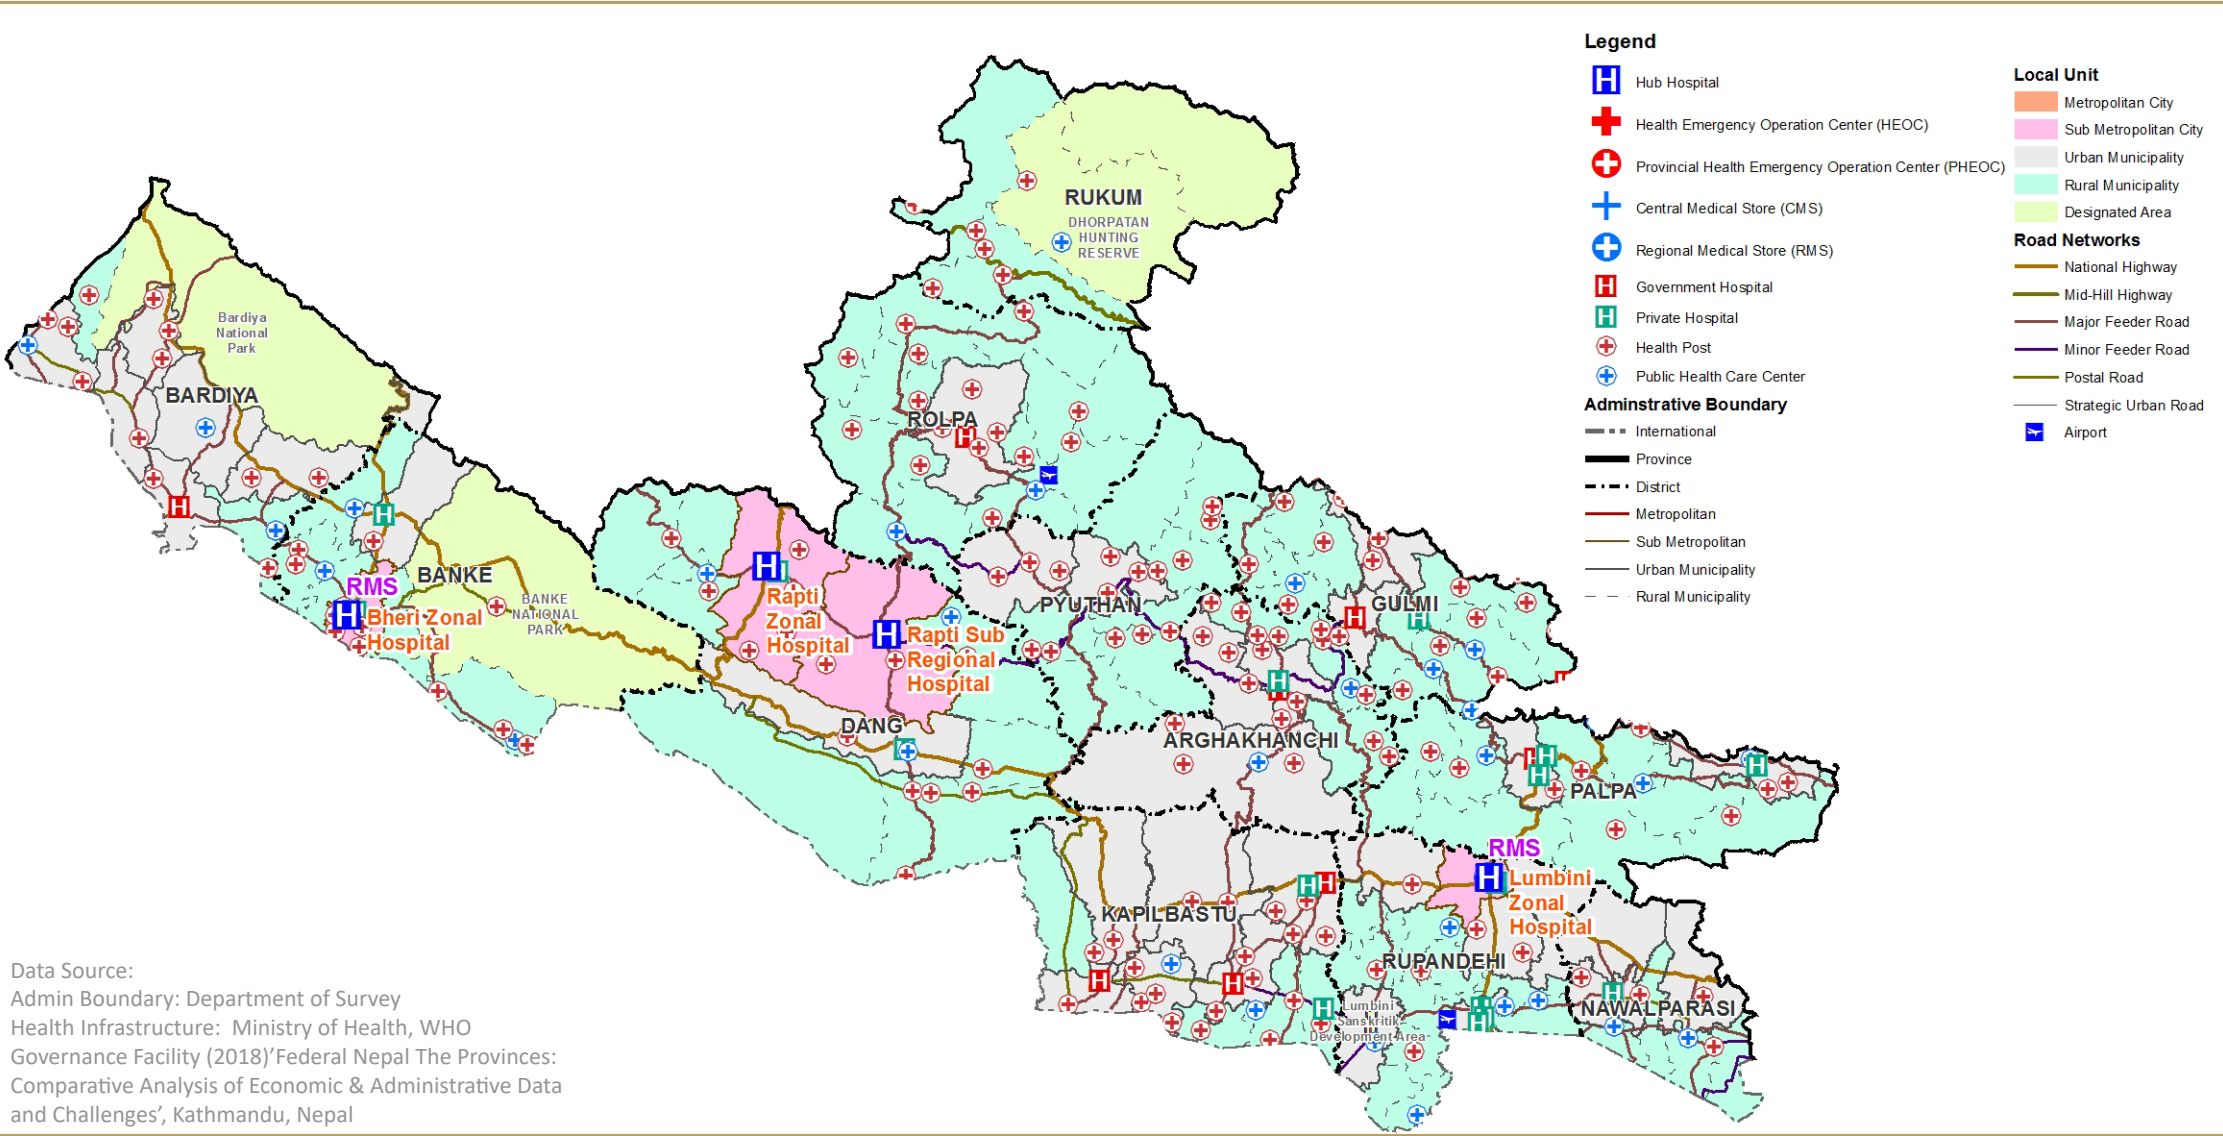 Legend
Hub Hospital
Health Emergency Operation Center (HEOC)
Provincial Health Emergency Operation Center (PHEOC)
Central Medical Store (CMS)
Regional Medical Store (RMS)
Government Hospital
Private Hospital
Health Post
Public Health Care Center
Adminstrative Boundary
International
Province
District
Metropolitan
Sub Metropolitan
Urban Municipality
Rural Municipality
Local Unit
Metropolitan City
Sub Metropolitan City
Urban Municipality
Rural Municipality
Designated Area
Road Networks
National Highway
Mid-Hill Highway
Major Feeder Road
Minor Feeder Road
Postal Road
Strategic Urban Road
Airport
RUKUM
DHORPATAN
HUNTING
RESERVE
Bardiya
National
Park
BARDIYA
ROLPA
BANKE
RMS
Bheri Zonal
Hospital
BANKE
NATIONAL
PARK
Rapti
Zonal
Hospital
Rapti Sub
Regional
Hospital
PYUTHAN
GULMI
DANG
ARGHAKHANCHI
PALPA
RMS
Lumbini
Zonal
Hospital
KAPILBASTU
RUPANDEHI
Lumbini
Sanskritik
Development Area
NAWALPARASI
Data Source:
Admin Boundary: Department of Survey
Health Infrastructure: Ministry of Health, WHO
Governance Facility (2018)’Federal Nepal The Provinces:
Comparative Analysis of Economic & Administrative Data
and Challenges’, Kathmandu, Nepal